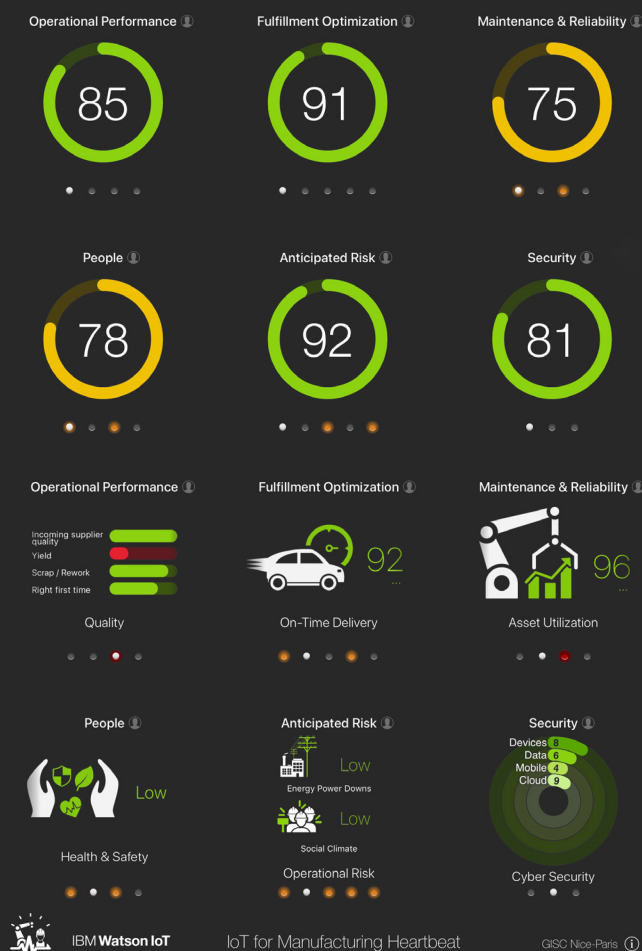 Operational Performance
Fulfillment Optimization
Maintenance & Reliability
85
91
75
People
Anticipated Risk
Security
78
92
81
Operational Performance
Fulfillment Optimization
Maintenance & Reliability
Incoming supplier
quality
Yield
Scrap / Rework
Right first time
92
...
96
...
Quality
On-Time Delivery
Asset Utilization
People
Anticipated Risk
Security
Low
Low
Energy Power Downs
Low
Social Climate
Devices 8
Data 6
Mobile 4
Cloud 9
Health & Safety
Operational Risk
Cyber Security
IBM Watson IoT
IoT for Manufacturing Heartbeat
GISC Nice-Paris i